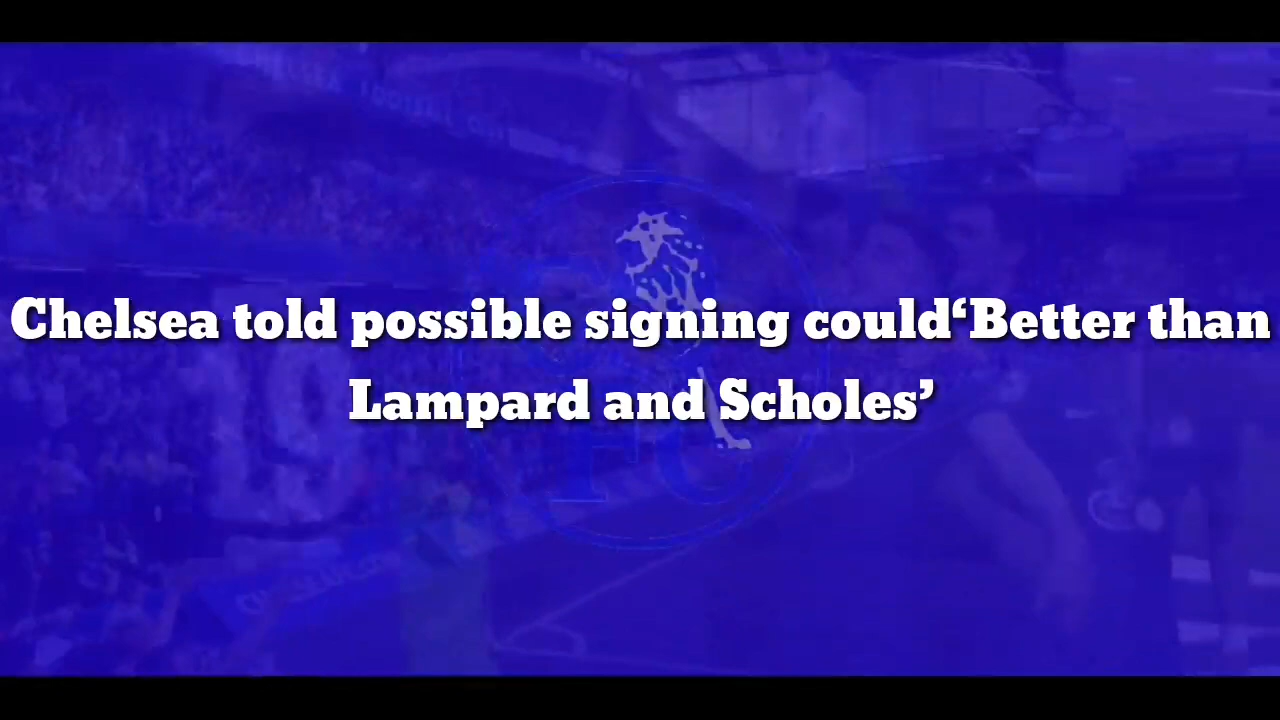 Chelsea told possible signing could‘Better than
Lampard and Scholes’